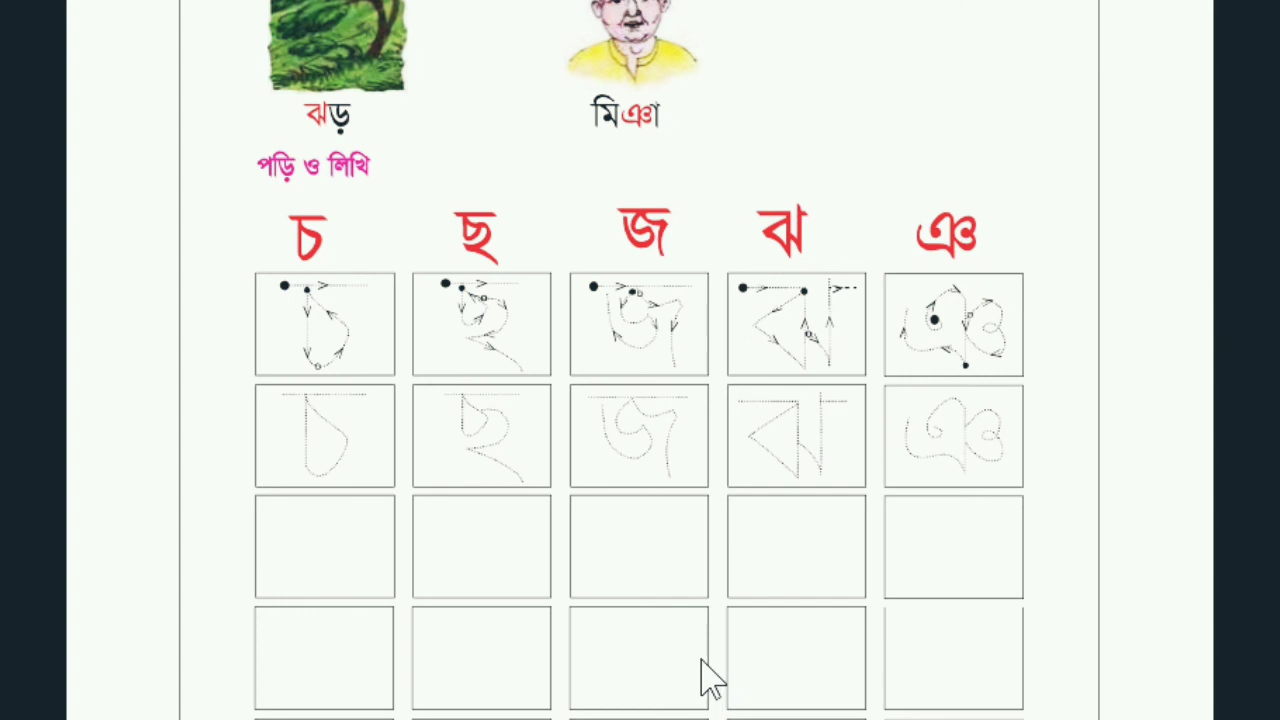 ঝড় মিঞা
পড়ি ও লিখি
চ ছ জ ঝ ঞ
চ ছ জ ঝ ঞ
চ ছ জ ঝ ঞ